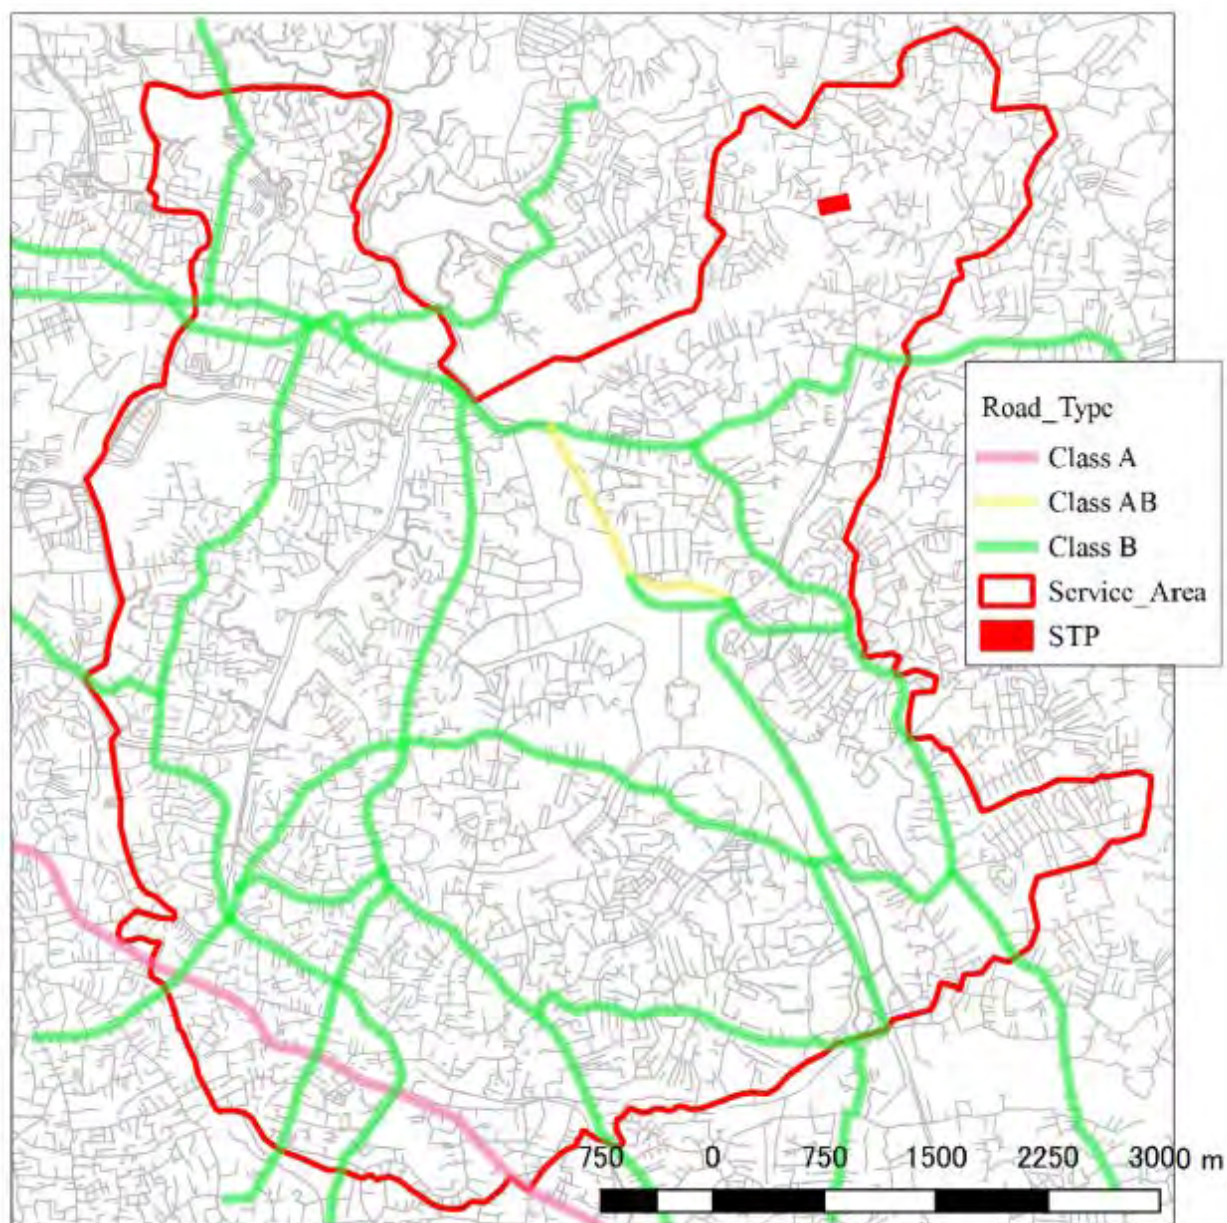 Road_Type
Class A
Class AB
Class B
Service_Area
STP
750 0 750 1500 2250 3000 m